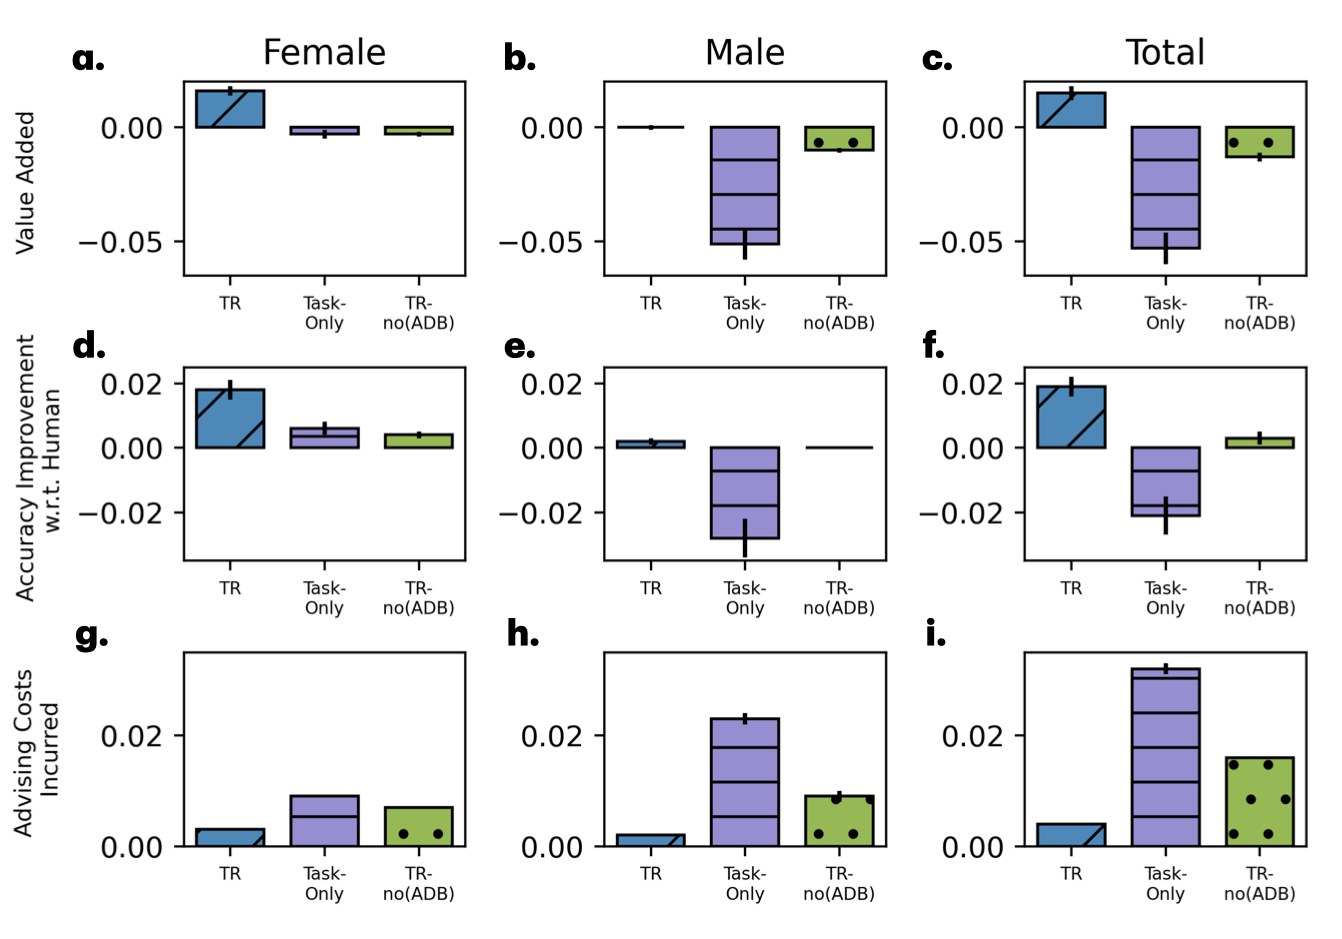 a. Female b. Male c. Total
Value Added
0.00
−0.05
TR Task-Only TR-no(ADB)
0.00
−0.05
TR Task-Only TR-no(ADB)
0.00
−0.05
TR Task-Only TR-no(ADB)
d. e. f.
Accuracy Improvement
w.r.t. Human
0.02
0.00
−0.02
TR Task-Only TR-no(ADB)
0.02
0.00
−0.02
TR Task-Only TR-no(ADB)
0.02
0.00
−0.02
TR Task-Only TR-no(ADB)
g. h. i.
Advising Costs
Incurred
0.02
0.00
TR Task-Only TR-no(ADB)
0.02
0.00
TR Task-Only TR-no(ADB)
0.02
0.00
TR Task-Only TR-no(ADB)